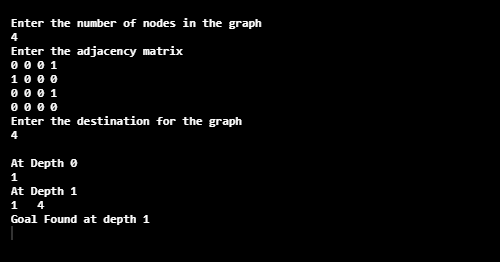 Enter the number of nodes in the graph
4
Enter the adjacency matrix
0 0 0 1
1 0 0 0
0 0 0 1
0 0 0 0
Enter the destination for the graph
4
At Depth 0
1
At Depth 1
1   4
Goal Found at depth 1